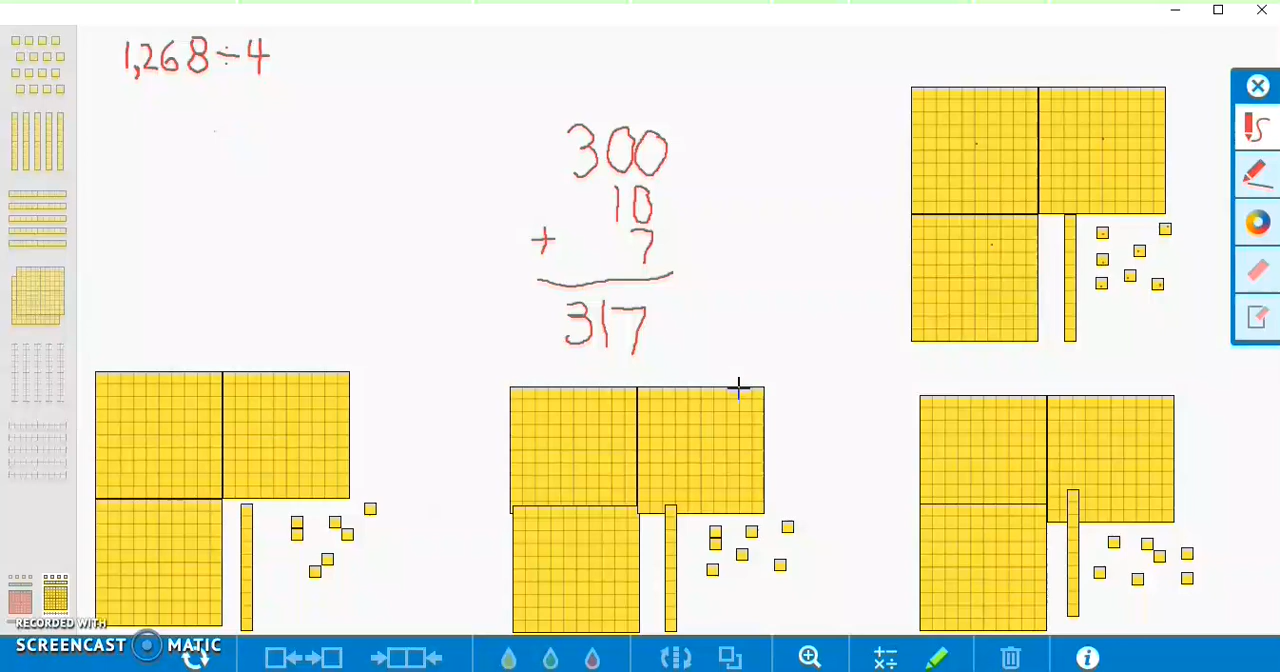 1,268÷4
300
10
+ 7
317
RECORDED WITH
SCREENCAST MATIC